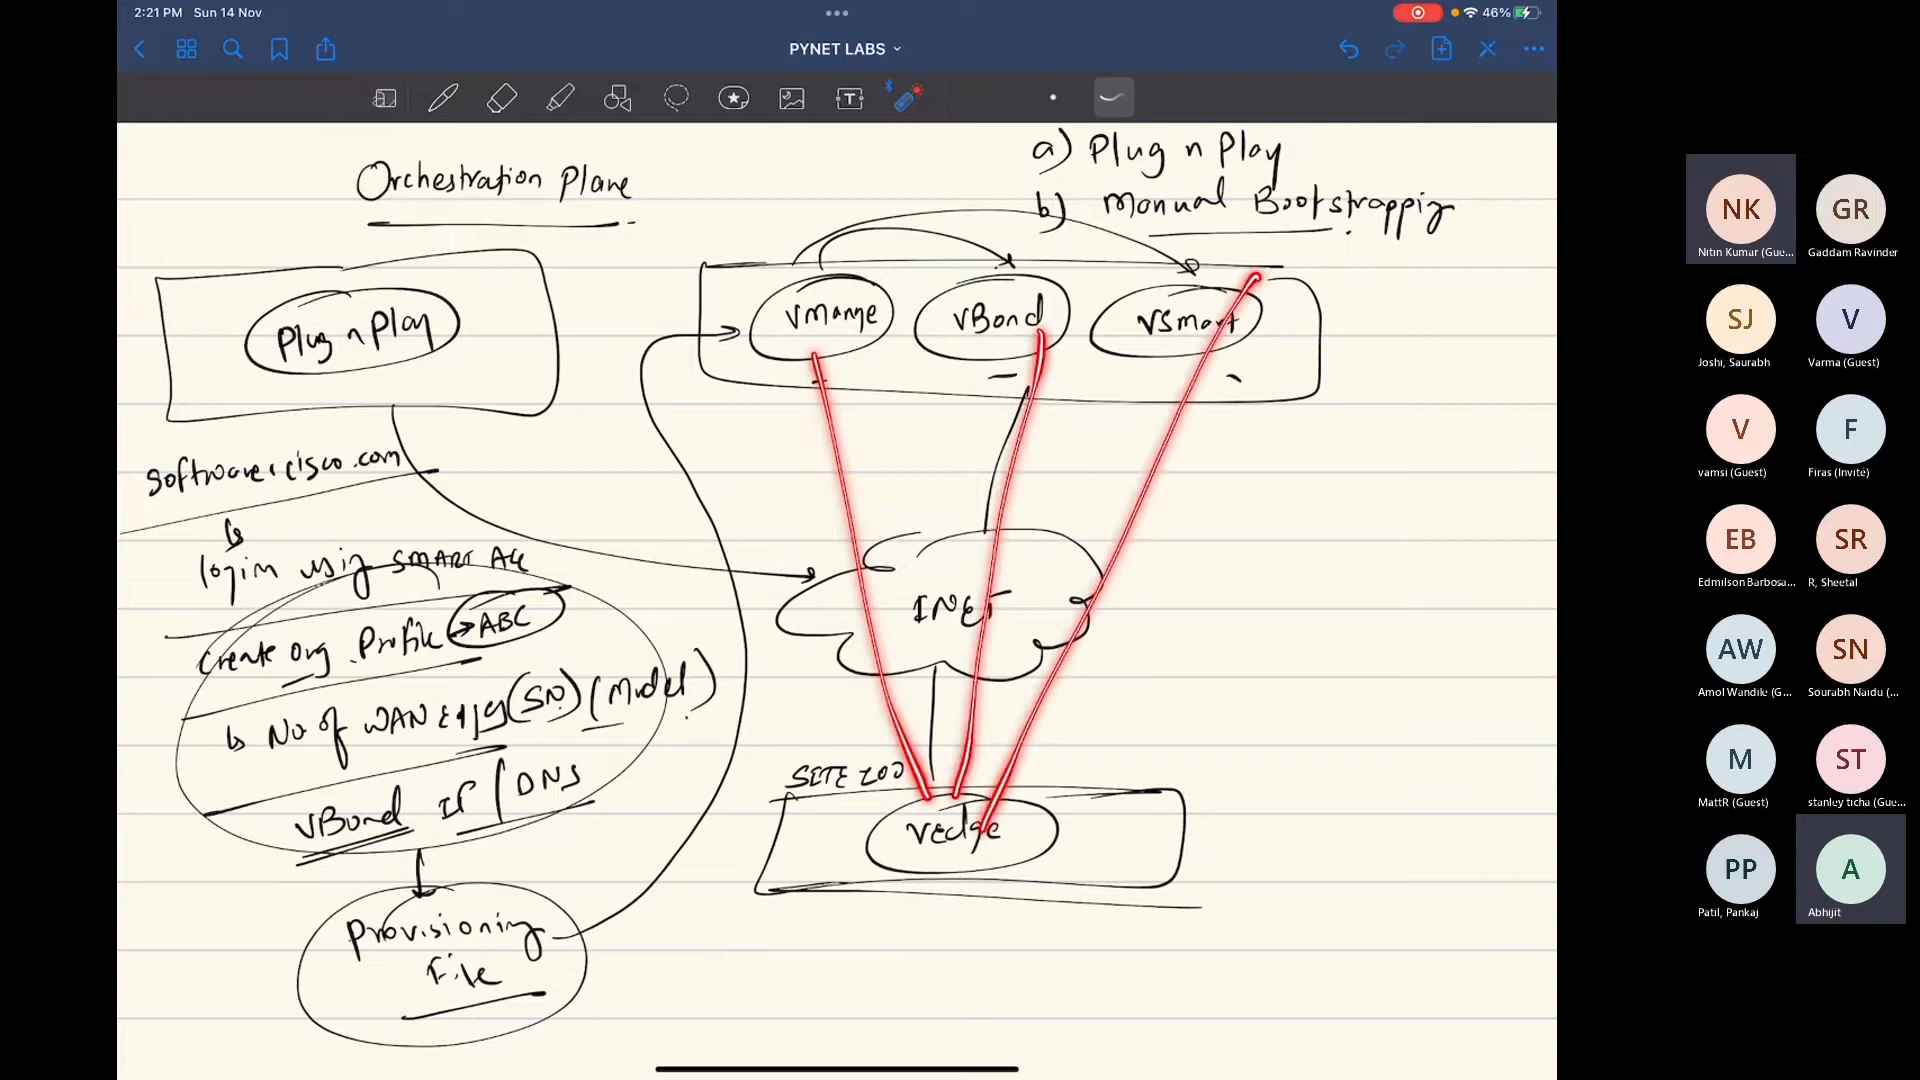 2:21 PM Sun 14 Nov
46%
PYNET LABS
T
Orchestration Plane
a) Plug n Play
b) Manual Bootstrapping
Plug n Play
vManage
vBond
vSmart
software.cisco.com
login using SMART A/c
create org. Profile → ABC
No of WAN Edges (SN) (Model)
vBond IP / DNS
Provisioning
File
INET
SITE 200
vEdge
NK
Nitin Kumar (Gue...
GR
Gaddam Ravinder
SJ
Joshi, Saurabh
V
Varma (Guest)
V
vamsi (Guest)
F
Firas (Invité)
EB
Edmilson Barbosa...
SR
R, Sheetal
AW
Amol Wandile (G...
SN
Sourabh Naidu (...
M
MattR (Guest)
ST
stanley ticha (Gue...
PP
Patil, Pankaj
A
Abhijit